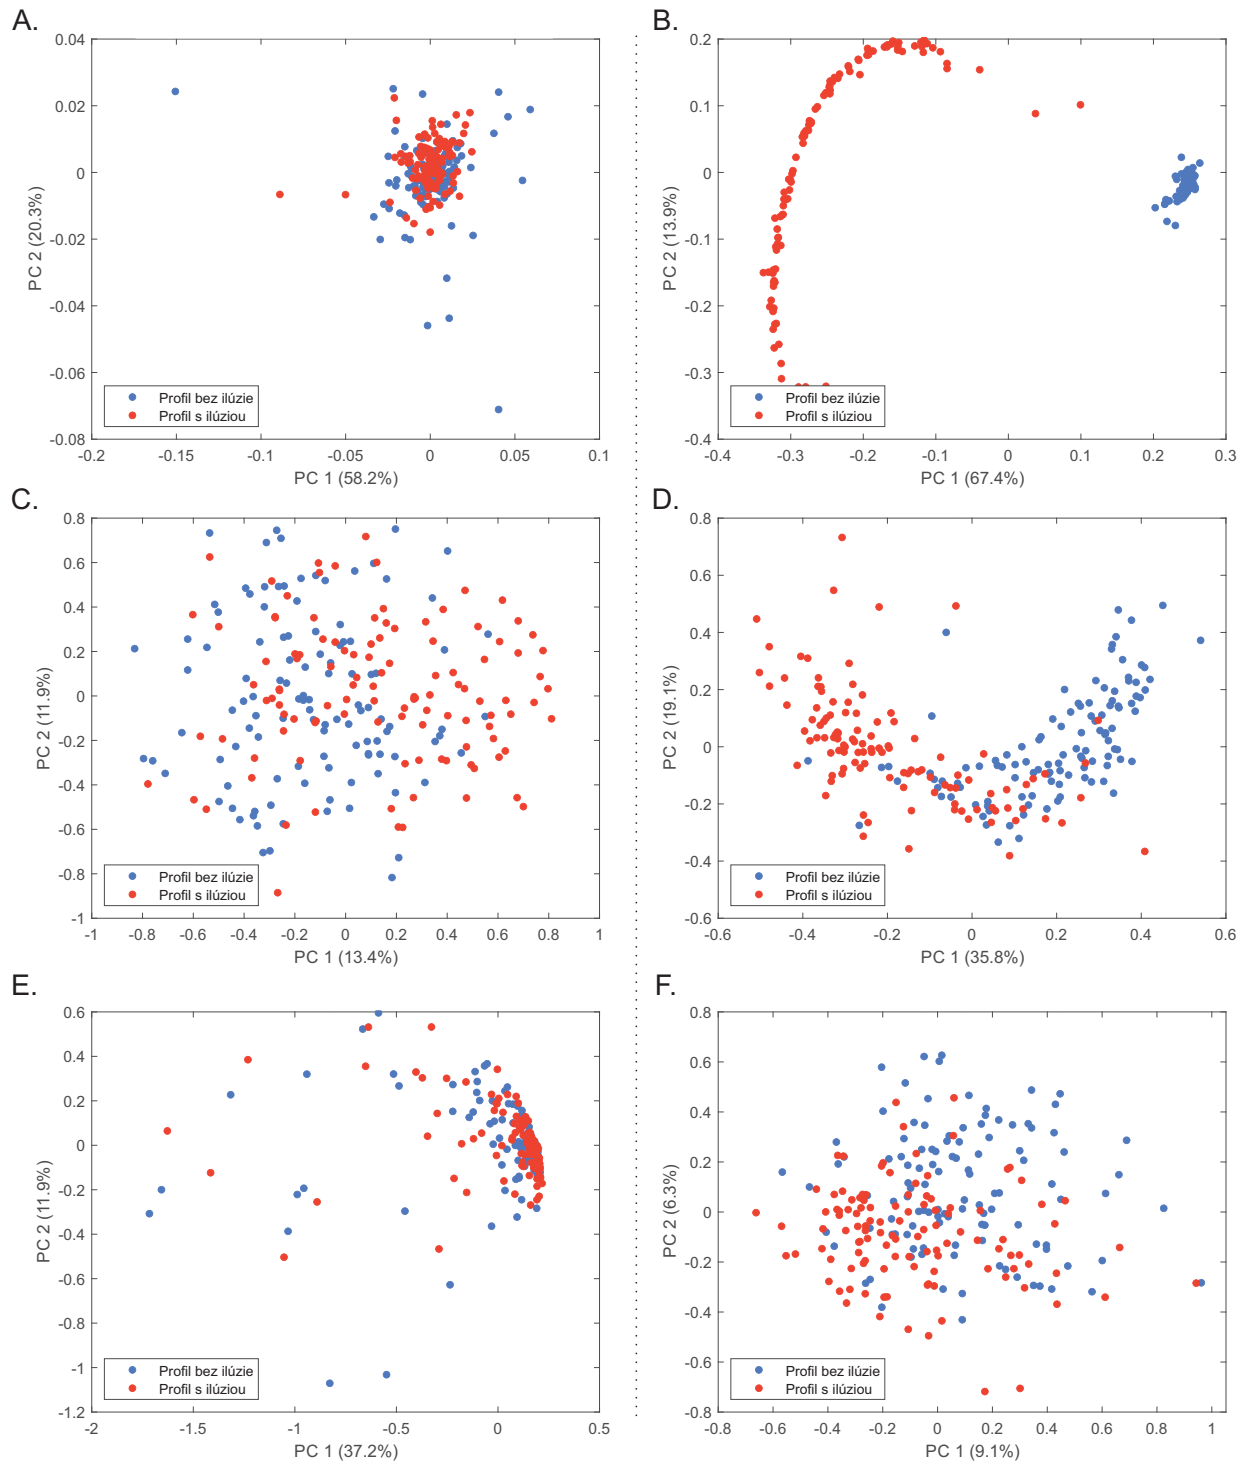 A.
0.04
0.02
0
-0.02
-0.04
-0.06
-0.08
PC 2 (20.3%)
Profil bez ilúzie
Profil s ilúziou
-0.2 -0.15 -0.1 -0.05 0 0.05 0.1
PC 1 (58.2%)
B.
0.2
0.1
0
-0.1
-0.2
-0.3
-0.4
PC 2 (13.9%)
Profil bez ilúzie
Profil s ilúziou
-0.4 -0.3 -0.2 -0.1 0 0.1 0.2 0.3
PC 1 (67.4%)
C.
0.8
0.6
0.4
0.2
0
-0.2
-0.4
-0.6
-0.8
-1
PC 2 (11.9%)
Profil bez ilúzie
Profil s ilúziou
-1 -0.8 -0.6 -0.4 -0.2 0 0.2 0.4 0.6 0.8 1
PC 1 (13.4%)
D.
0.8
0.6
0.4
0.2
0
-0.2
-0.4
-0.6
PC 2 (19.1%)
Profil bez ilúzie
Profil s ilúziou
-0.6 -0.4 -0.2 0 0.2 0.4 0.6
PC 1 (35.8%)
E.
0.6
0.4
0.2
0
-0.2
-0.4
-0.6
-0.8
-1
-1.2
PC 2 (11.9%)
Profil bez ilúzie
Profil s ilúziou
-2 -1.5 -1 -0.5 0 0.5
PC 1 (37.2%)
F.
0.8
0.6
0.4
0.2
0
-0.2
-0.4
-0.6
-0.8
PC 2 (6.3%)
Profil bez ilúzie
Profil s ilúziou
-0.8 -0.6 -0.4 -0.2 0 0.2 0.4 0.6 0.8 1
PC 1 (9.1%)